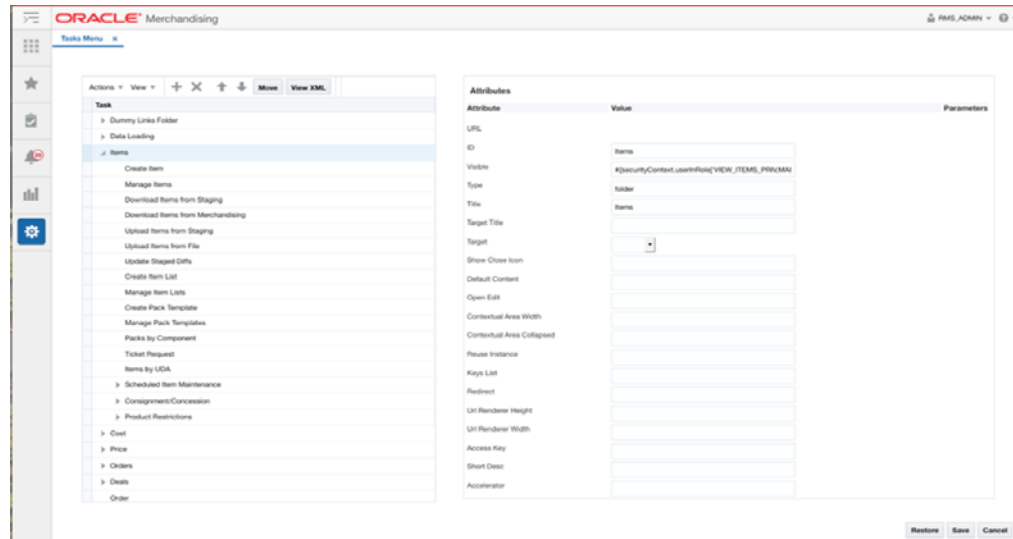 ORACLE® Merchandising
RMS_ADMIN
Tasks Menu x
Actions View Move View XML
Task
Dummy Links Folder
Data Loading
Items
Create Item
Manage Items
Download Items from Staging
Download Items from Merchandising
Upload Items from Staging
Upload Items from File
Update Staged Diffs
Create Item List
Manage Item Lists
Create Pack Template
Manage Pack Templates
Packs by Component
Ticket Request
Items by UDA
Scheduled Item Maintenance
Consignment/Concession
Product Restrictions
Cost
Price
Orders
Deals
Order
Attributes
Attribute Value Parameters
URL
ID Items
Visible #{securityContext.userInRole['VIEW_ITEMS_PRIV,MAI
Type folder
Title Items
Target Title
Target
Show Close Icon
Default Content
Open Edit
Contextual Area Width
Contextual Area Collapsed
Reuse Instance
Keys List
Redirect
Url Renderer Height
Url Renderer Width
Access Key
Short Desc
Accelerator
Restore Save Cancel